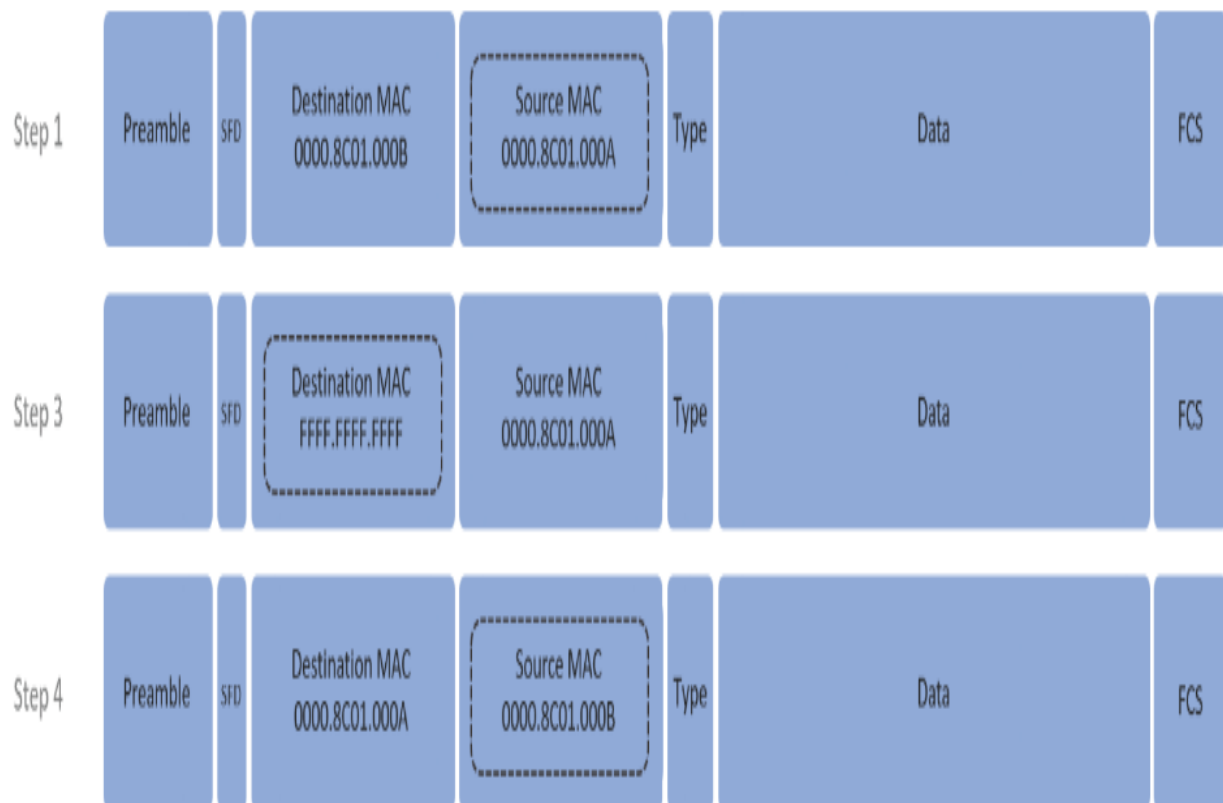 Step 1
Preamble
SFD
Destination MAC
0000.8C01.000B
Source MAC
0000.8C01.000A
Type
Data
FCS
Step 3
Preamble
SFD
Destination MAC
FFFF.FFFF.FFFF
Source MAC
0000.8C01.000A
Type
Data
FCS
Step 4
Preamble
SFD
Destination MAC
0000.8C01.000A
Source MAC
0000.8C01.000B
Type
Data
FCS